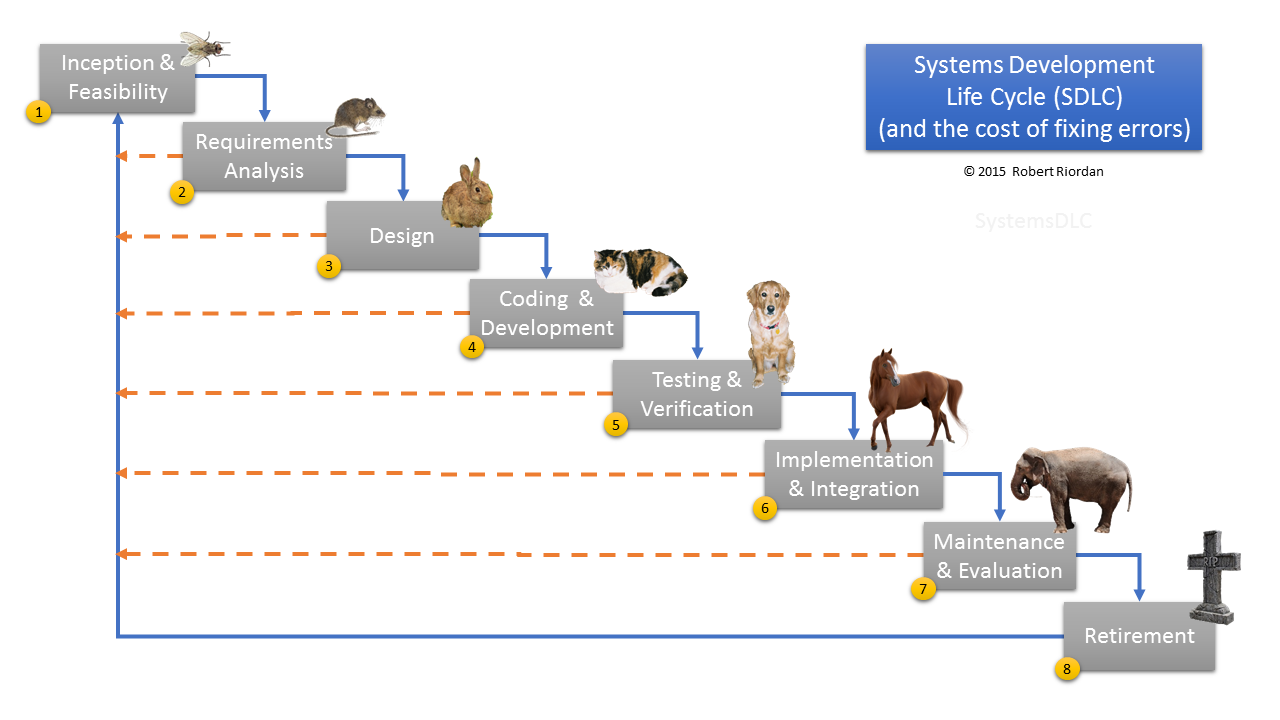 Inception &
Feasibility
1
Systems Development
Life Cycle (SDLC)
(and the cost of fixing errors)
© 2015 Robert Riordan
SystemsDLC
Requirements
Analysis
2
Design
3
Coding &
Development
4
Testing &
Verification
5
Implementation
& Integration
6
Maintenance
& Evaluation
7
RIP
Retirement
8